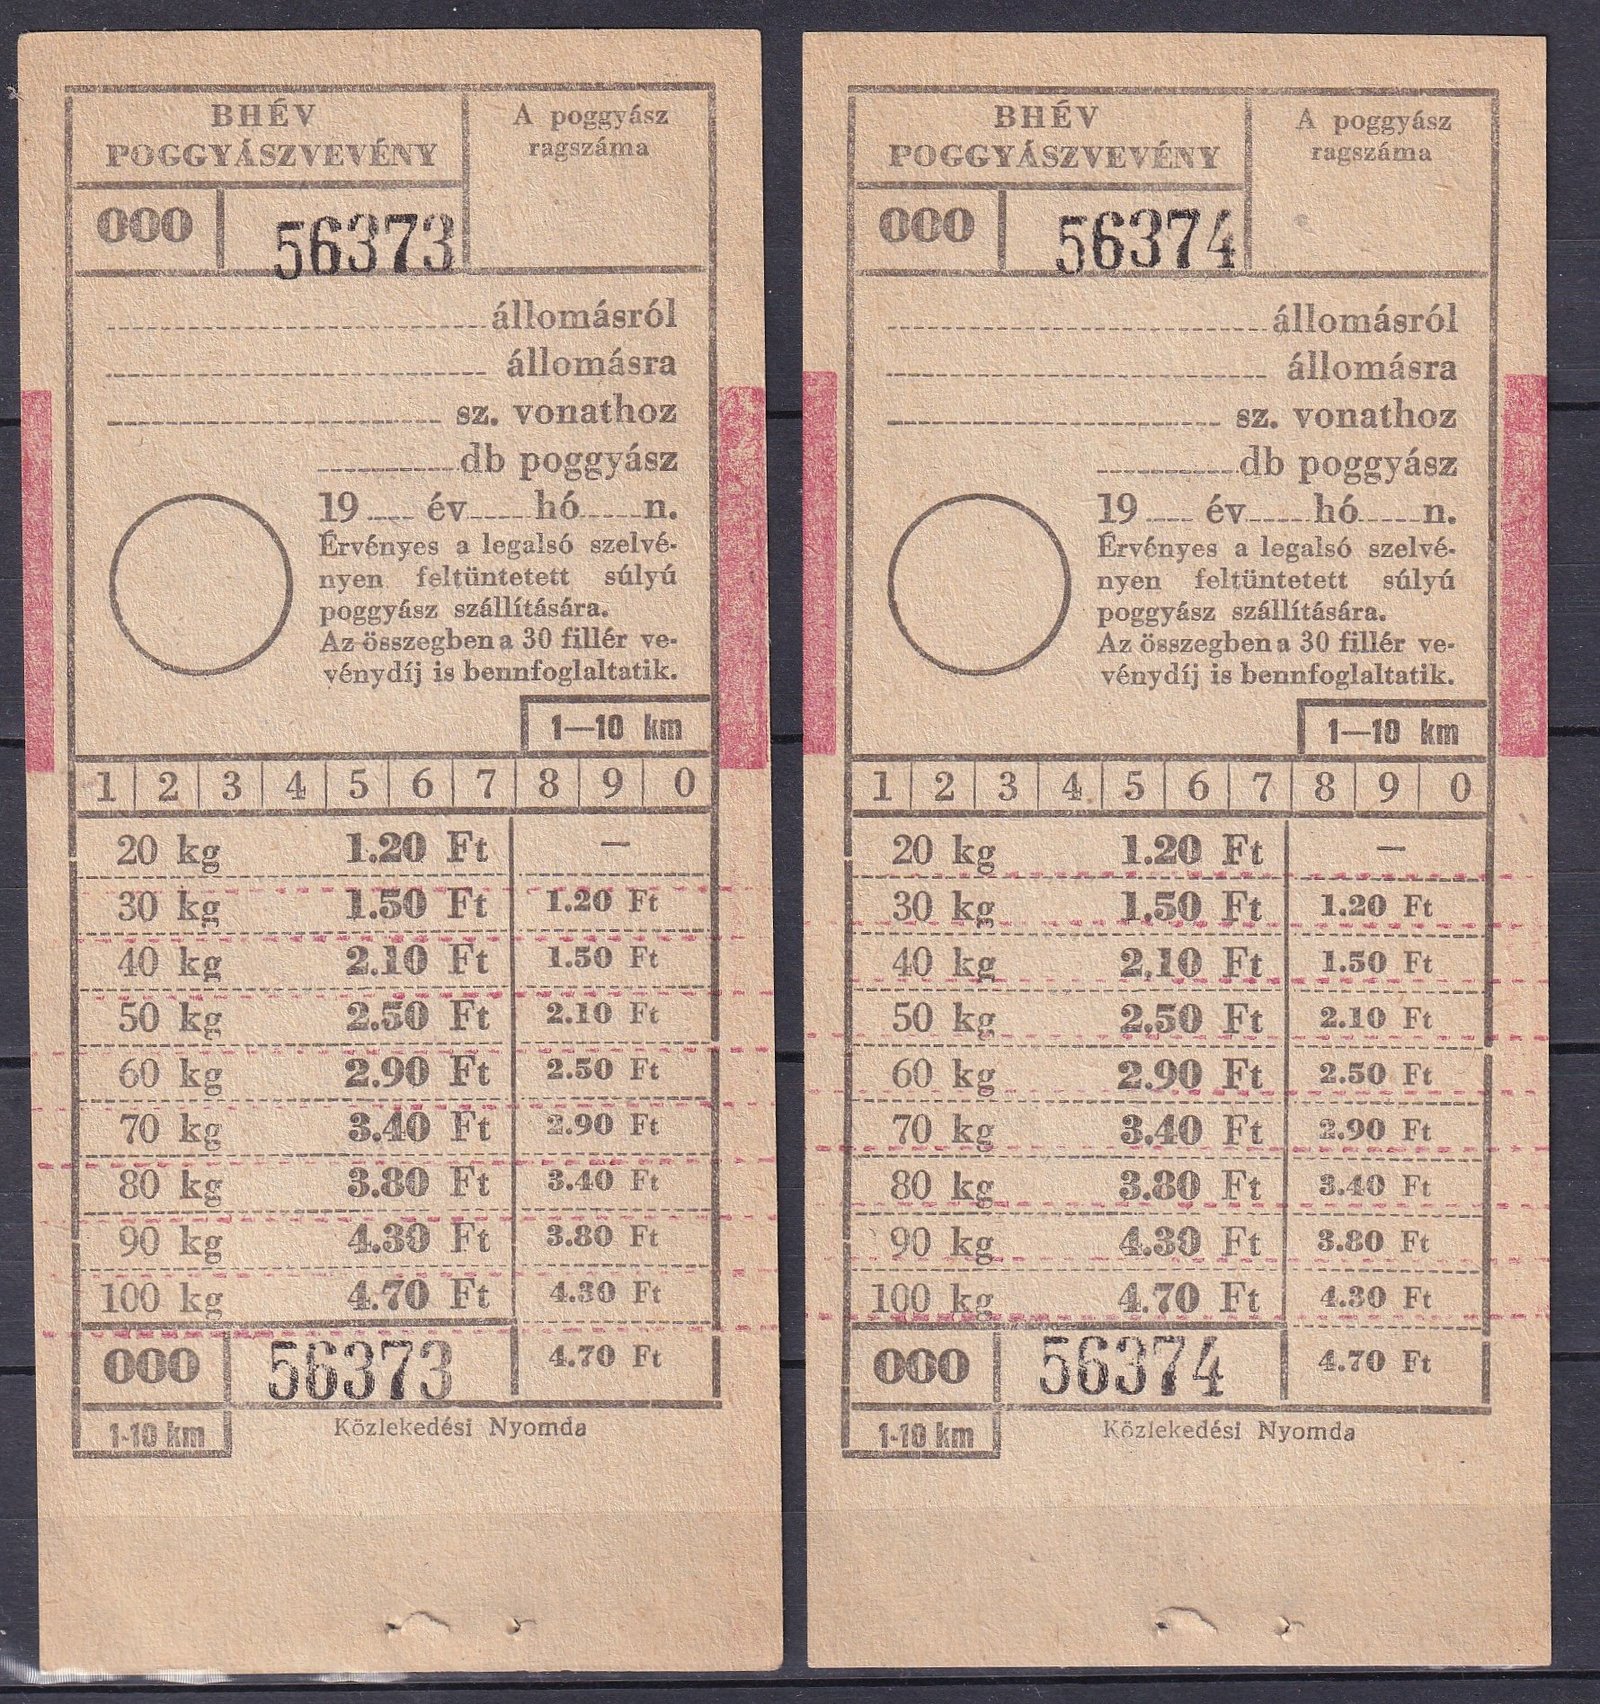 BHÉV
POGGYÁSZVEVÉNY
A poggyász
ragszáma
000 56373
állomásról
állomásra
sz. vonathoz
db poggyász
19 év hó n.
Érvényes a legalsó szelvé-
nyen feltüntetett súlyú
poggyász szállítására.
Az összegben a 30 fillér ve-
vénydíj is bennfoglaltatik.
1—10 km
1 2 3 4 5 6 7 8 9 0
20 kg 1.20 Ft —
30 kg 1.50 Ft 1.20 Ft
40 kg 2.10 Ft 1.50 Ft
50 kg 2.50 Ft 2.10 Ft
60 kg 2.90 Ft 2.50 Ft
70 kg 3.40 Ft 2.90 Ft
80 kg 3.80 Ft 3.40 Ft
90 kg 4.30 Ft 3.80 Ft
100 kg 4.70 Ft 4.30 Ft
000 56373 4.70 Ft
1-10 km Közlekedési Nyomda
BHÉV
POGGYÁSZVEVÉNY
A poggyász
ragszáma
000 56374
állomásról
állomásra
sz. vonathoz
db poggyász
19 év hó n.
Érvényes a legalsó szelvé-
nyen feltüntetett súlyú
poggyász szállítására.
Az összegben a 30 fillér ve-
vénydíj is bennfoglaltatik.
1—10 km
1 2 3 4 5 6 7 8 9 0
20 kg 1.20 Ft —
30 kg 1.50 Ft 1.20 Ft
40 kg 2,10 Ft 1.50 Ft
50 kg 2.50 Ft 2.10 Ft
60 kg 2.90 Ft 2.50 Ft
70 kg 3.40 Ft 2.90 Ft
80 kg 3.80 Ft 3.40 Ft
90 kg 4.30 Ft 3.80 Ft
100 kg 4.70 Ft 4.30 Ft
000 56374 4.70 Ft
1-10 km Közlekedési Nyomda